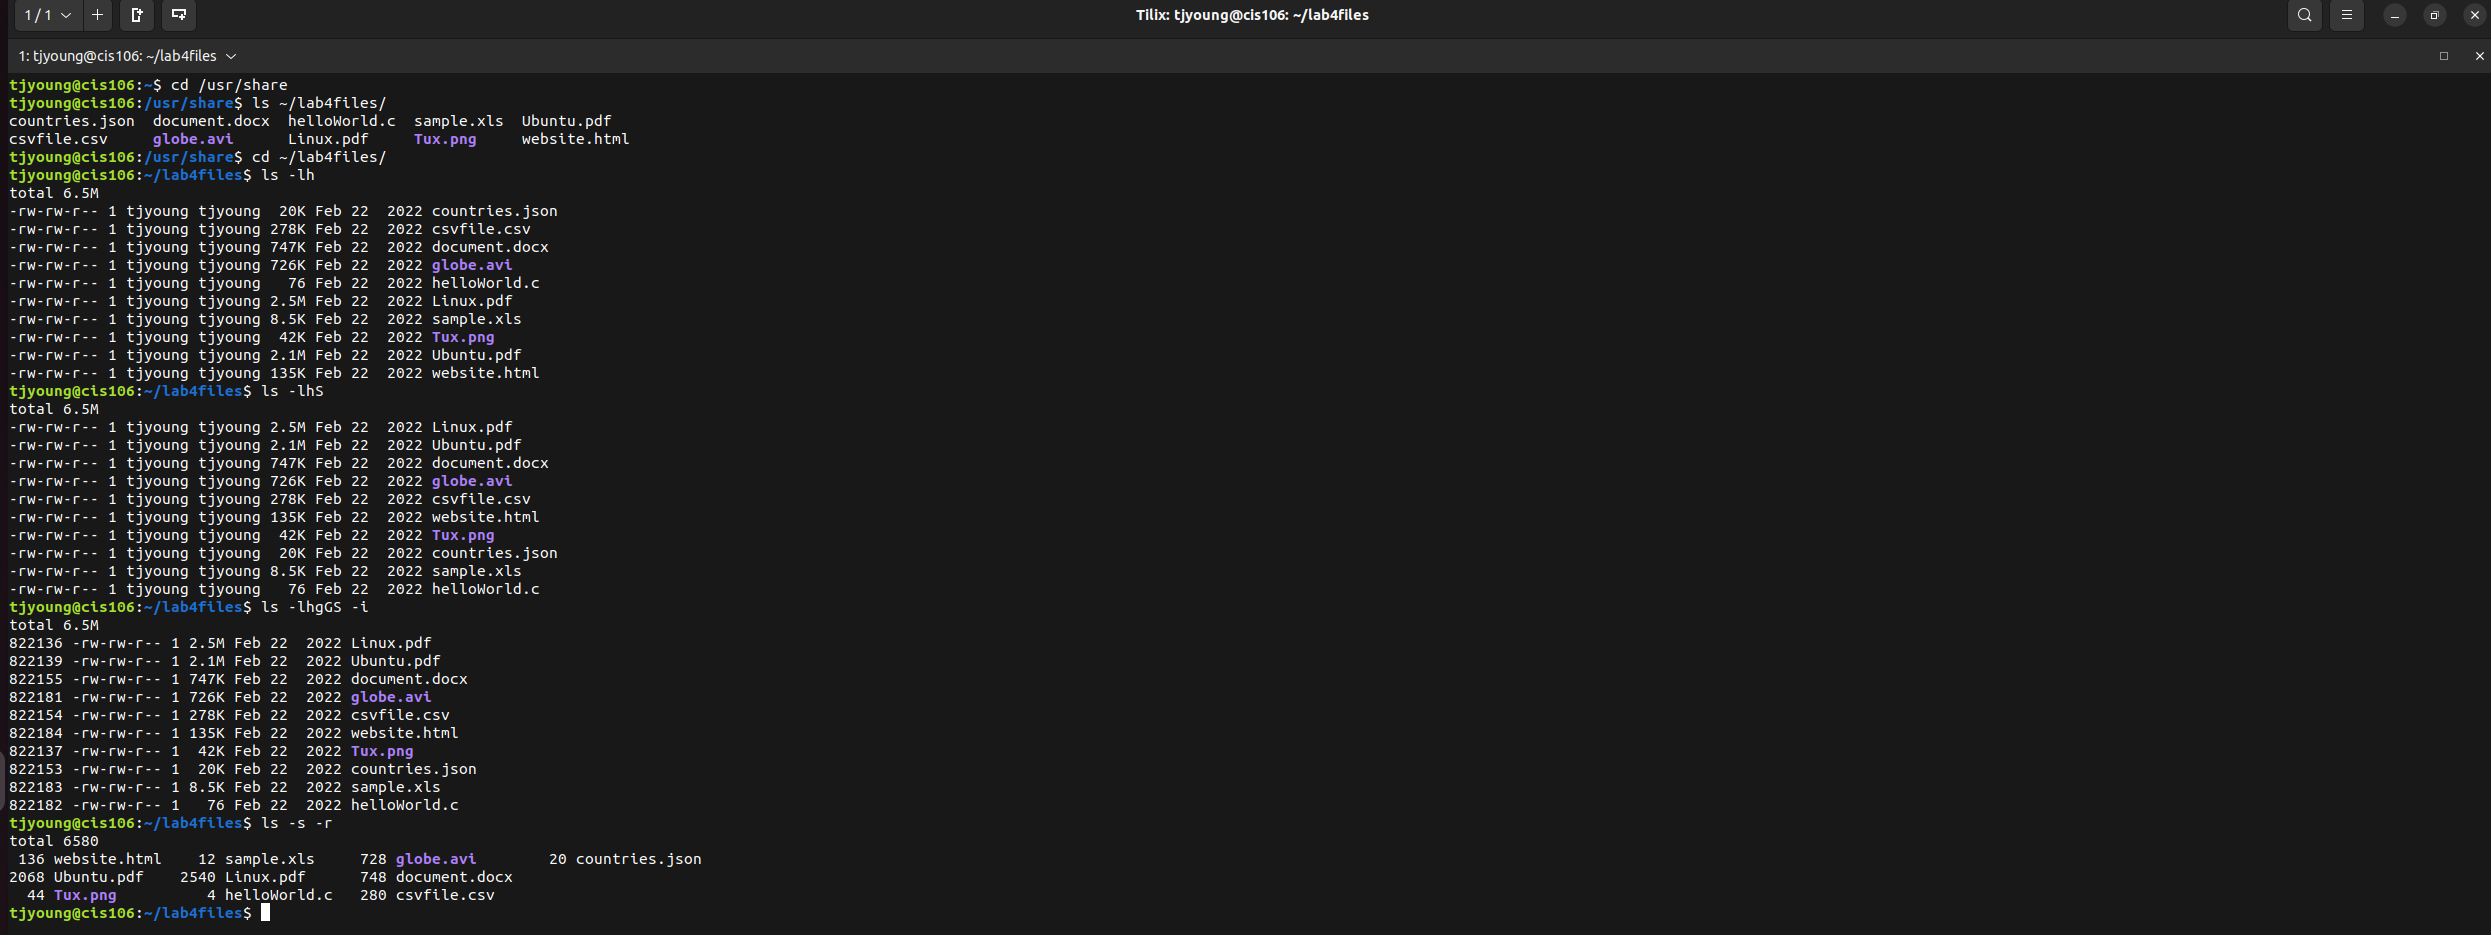 1 / 1
Tilix: tjyoung@cis106: ~/lab4files
1: tjyoung@cis106: ~/lab4files
tjyoung@cis106:~$ cd /usr/share
tjyoung@cis106:/usr/share$ ls ~/lab4files/
countries.json  document.docx  helloWorld.c  sample.xls  Ubuntu.pdf
csvfile.csv     globe.avi      Linux.pdf     Tux.png     website.html
tjyoung@cis106:/usr/share$ cd ~/lab4files/
tjyoung@cis106:~/lab4files$ ls -lh
total 6.5M
-rw-rw-r-- 1 tjyoung tjyoung  20K Feb 22  2022 countries.json
-rw-rw-r-- 1 tjyoung tjyoung 278K Feb 22  2022 csvfile.csv
-rw-rw-r-- 1 tjyoung tjyoung 747K Feb 22  2022 document.docx
-rw-rw-r-- 1 tjyoung tjyoung 726K Feb 22  2022 globe.avi
-rw-rw-r-- 1 tjyoung tjyoung   76 Feb 22  2022 helloWorld.c
-rw-rw-r-- 1 tjyoung tjyoung 2.5M Feb 22  2022 Linux.pdf
-rw-rw-r-- 1 tjyoung tjyoung 8.5K Feb 22  2022 sample.xls
-rw-rw-r-- 1 tjyoung tjyoung  42K Feb 22  2022 Tux.png
-rw-rw-r-- 1 tjyoung tjyoung 2.1M Feb 22  2022 Ubuntu.pdf
-rw-rw-r-- 1 tjyoung tjyoung 135K Feb 22  2022 website.html
tjyoung@cis106:~/lab4files$ ls -lhS
total 6.5M
-rw-rw-r-- 1 tjyoung tjyoung 2.5M Feb 22  2022 Linux.pdf
-rw-rw-r-- 1 tjyoung tjyoung 2.1M Feb 22  2022 Ubuntu.pdf
-rw-rw-r-- 1 tjyoung tjyoung 747K Feb 22  2022 document.docx
-rw-rw-r-- 1 tjyoung tjyoung 726K Feb 22  2022 globe.avi
-rw-rw-r-- 1 tjyoung tjyoung 278K Feb 22  2022 csvfile.csv
-rw-rw-r-- 1 tjyoung tjyoung 135K Feb 22  2022 website.html
-rw-rw-r-- 1 tjyoung tjyoung  42K Feb 22  2022 Tux.png
-rw-rw-r-- 1 tjyoung tjyoung  20K Feb 22  2022 countries.json
-rw-rw-r-- 1 tjyoung tjyoung 8.5K Feb 22  2022 sample.xls
-rw-rw-r-- 1 tjyoung tjyoung   76 Feb 22  2022 helloWorld.c
tjyoung@cis106:~/lab4files$ ls -lhgGS -i
total 6.5M
822136 -rw-rw-r-- 1 2.5M Feb 22  2022 Linux.pdf
822139 -rw-rw-r-- 1 2.1M Feb 22  2022 Ubuntu.pdf
822155 -rw-rw-r-- 1 747K Feb 22  2022 document.docx
822181 -rw-rw-r-- 1 726K Feb 22  2022 globe.avi
822154 -rw-rw-r-- 1 278K Feb 22  2022 csvfile.csv
822184 -rw-rw-r-- 1 135K Feb 22  2022 website.html
822137 -rw-rw-r-- 1  42K Feb 22  2022 Tux.png
822153 -rw-rw-r-- 1  20K Feb 22  2022 countries.json
822183 -rw-rw-r-- 1 8.5K Feb 22  2022 sample.xls
822182 -rw-rw-r-- 1   76 Feb 22  2022 helloWorld.c
tjyoung@cis106:~/lab4files$ ls -s -r
total 6580
 136 website.html    12 sample.xls     728 globe.avi        20 countries.json
2068 Ubuntu.pdf    2540 Linux.pdf      748 document.docx
  44 Tux.png          4 helloWorld.c   280 csvfile.csv
tjyoung@cis106:~/lab4files$